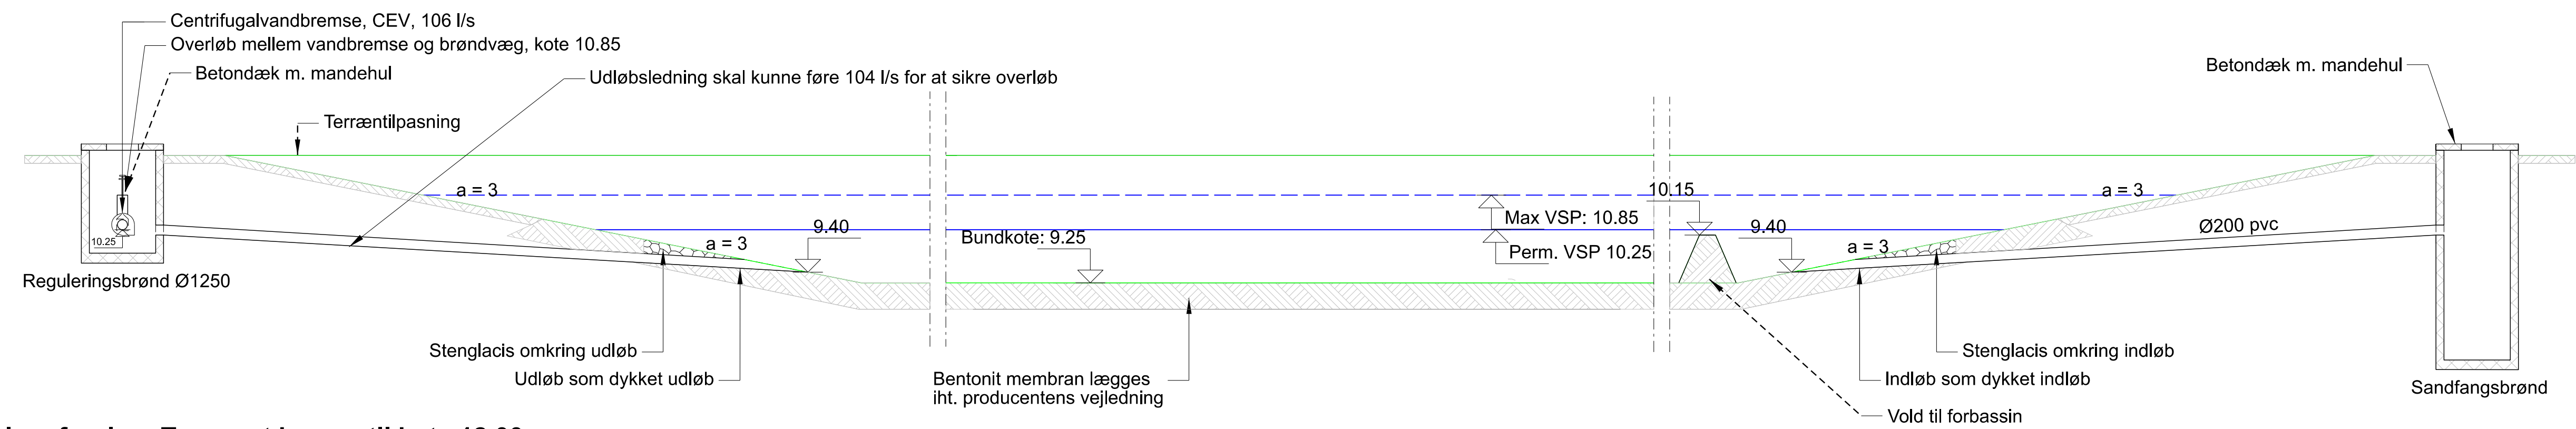 Centrifugalvandbremse, CEV, 106 l/s
Overløb mellem vandbremse og brøndvæg, kote 10.85
Betondæk m. mandehul
Udløbsledning skal kunne føre 104 l/s for at sikre overløb
Betondæk m. mandehul
Terræntilpasning
a = 3
10.15
a = 3
Max VSP: 10.85
9.40
9.40
Ø200 pvc
10.25
a = 3
Bundkote: 9.25
Perm. VSP 10.25
a = 3
Reguleringsbrønd Ø1250
Stenglacis omkring udløb
Stenglacis omkring indløb
Udløb som dykket udløb
Bentonit membran lægges
iht. producentens vejledning
Indløb som dykket indløb
Sandfangsbrønd
Vold til forbassin